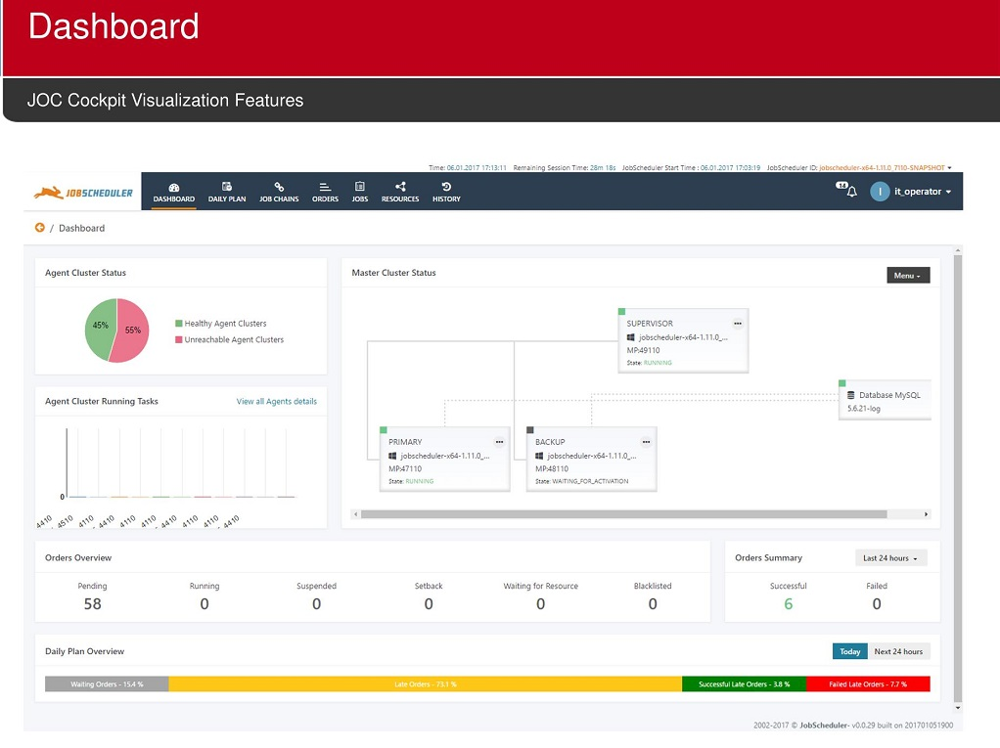 Dashboard
JOC Cockpit Visualization Features
Time: 06.01.2017 17:13:11 Remaining Session Time: 28m 18s JobScheduler Start Time : 06.01.2017 17:03:19 JobScheduler ID: jobscheduler-x64-1.11.0_7110-SNAPSHOT
JOBSCHEDULER
DASHBOARD DAILY PLAN JOB CHAINS ORDERS JOBS RESOURCES HISTORY
14
I it_operator
/ Dashboard
Agent Cluster Status
45% 55%
Healthy Agent Clusters
Unreachable Agent Clusters
Master Cluster Status
Menu
SUPERVISOR
jobscheduler-x64-1.11.0_...
MP:49110
State: RUNNING
Database MySQL
5.6.21-log
PRIMARY
jobscheduler-x64-1.11.0_...
MP:47110
State: RUNNING
BACKUP
jobscheduler-x64-1.11.0_...
MP:48110
State: WAITING_FOR_ACTIVATION
Agent Cluster Running Tasks View all Agents details
0
4410 4510 4110 4410 4110 4110 4410 4110 4110 4410
Orders Overview
Pending Running Suspended Setback Waiting for Resource Blacklisted
58 0 0 0 0 0
Orders Summary Last 24 hours
Successful Failed
6 0
Daily Plan Overview Today Next 24 hours
Waiting Orders - 15.4 % Late Orders - 73.1 % Successful Late Orders - 3.8 % Failed Late Orders - 7.7 %
2002-2017 © JobScheduler- v0.0.29 built on 201701051900